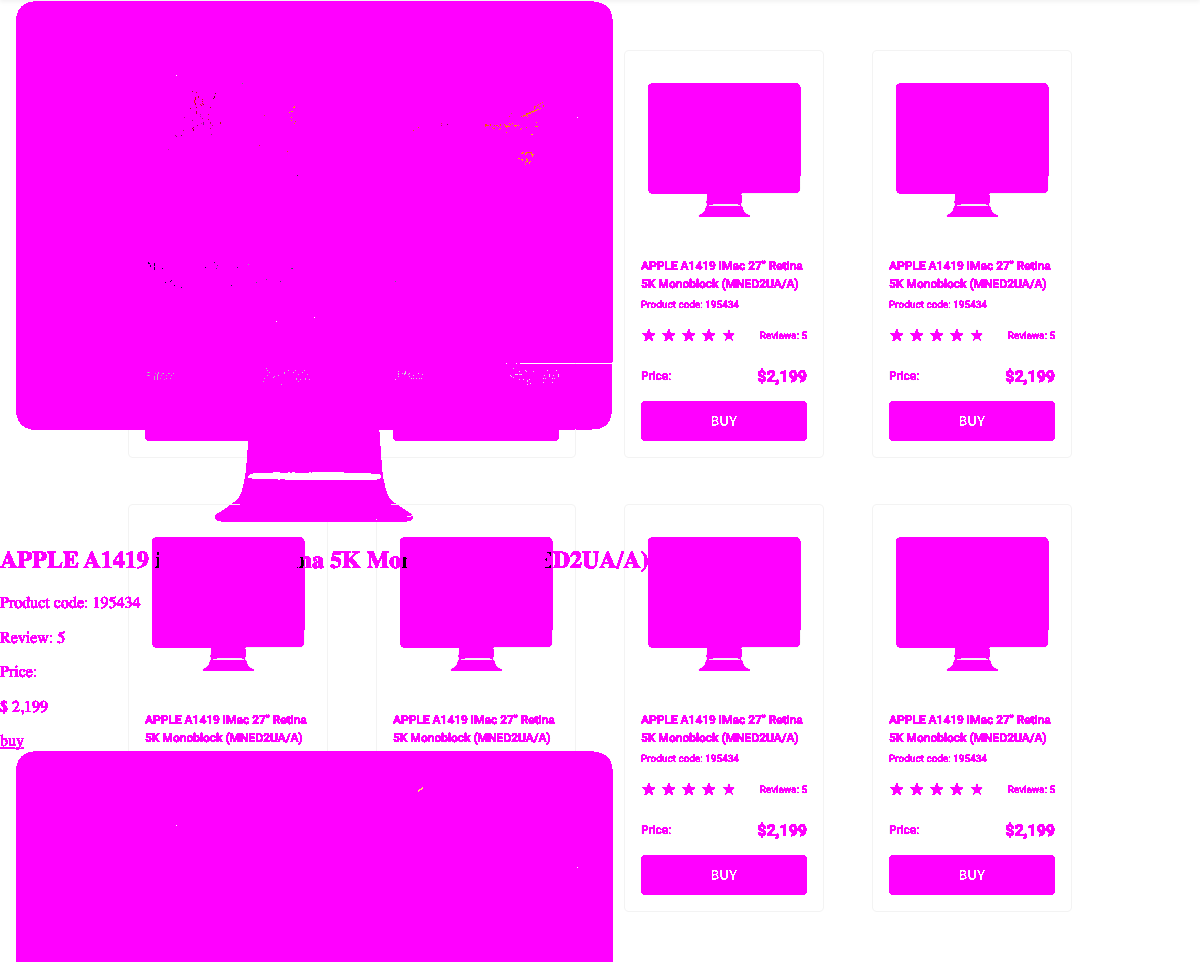 APPLE A1419 iMac 27" Retina
5K Monoblock (MNED2UA/A)
Product code: 195434
Reviews: 5
Price:
$2,199
BUY
APPLE A1419 iMac 27" Retina
5K Monoblock (MNED2UA/A)
Product code: 195434
Reviews: 5
Price:
$2,199
BUY
APPLE A1419 i
na 5K Mo
ED2UA/A)
Product code: 195434
Review: 5
Price:
$ 2,199
buy
APPLE A1419 iMac 27" Retina
5K Monoblock (MNED2UA/A)
APPLE A1419 iMac 27" Retina
5K Monoblock (MNED2UA/A)
APPLE A1419 iMac 27" Retina
5K Monoblock (MNED2UA/A)
Product code: 195434
Reviews: 5
Price:
$2,199
BUY
APPLE A1419 iMac 27" Retina
5K Monoblock (MNED2UA/A)
Product code: 195434
Reviews: 5
Price:
$2,199
BUY